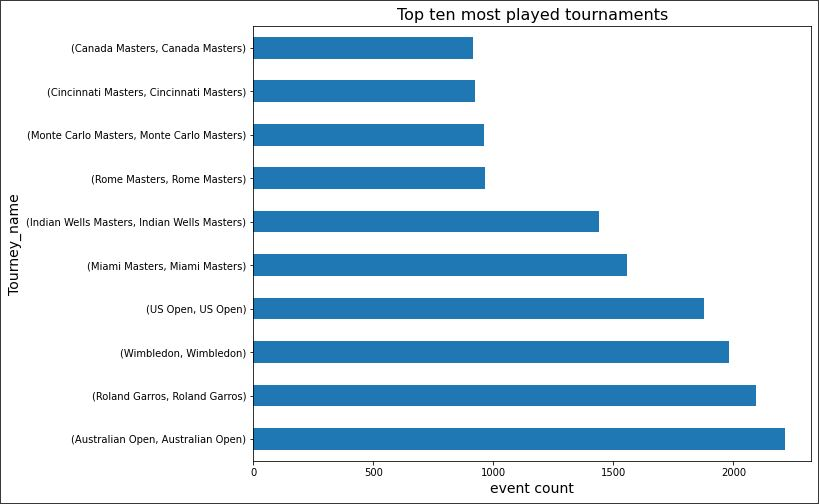 Top ten most played tournaments
(Canada Masters, Canada Masters)
(Cincinnati Masters, Cincinnati Masters)
(Monte Carlo Masters, Monte Carlo Masters)
(Rome Masters, Rome Masters)
(Indian Wells Masters, Indian Wells Masters)
(Miami Masters, Miami Masters)
(US Open, US Open)
(Wimbledon, Wimbledon)
(Roland Garros, Roland Garros)
(Australian Open, Australian Open)
Tourney_name
0 500 1000 1500 2000
event count